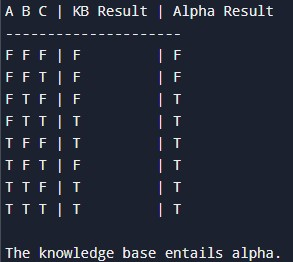 A B C | KB Result | Alpha Result
---------------------
F F F | F         | F
F F T | F         | F
F T F | F         | T
F T T | T         | T
T F F | T         | T
T F T | F         | T
T T F | T         | T
T T T | T         | T

The knowledge base entails alpha.